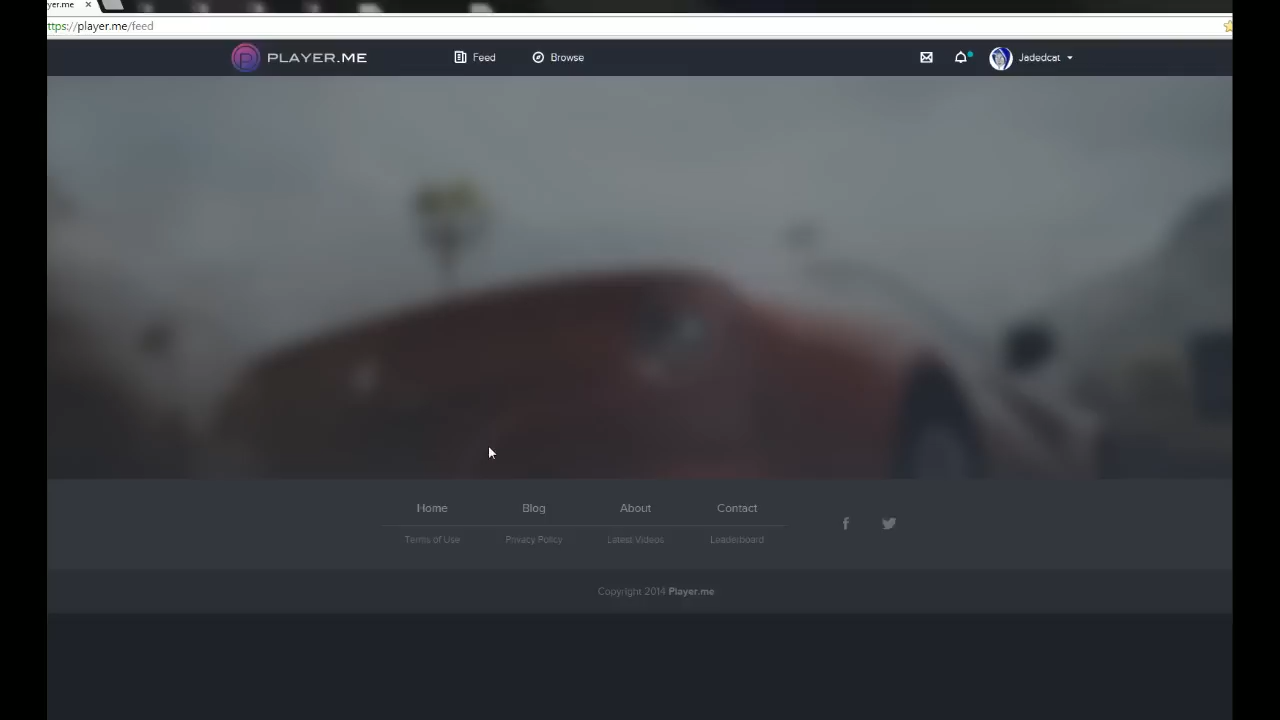 yer.me
ttps://player.me/feed
PLAYER.ME
Feed
Browse
Jadedcat
Home
Blog
About
Contact
Terms of Use
Privacy Policy
Latest Videos
Leaderboard
Copyright 2014 Player.me